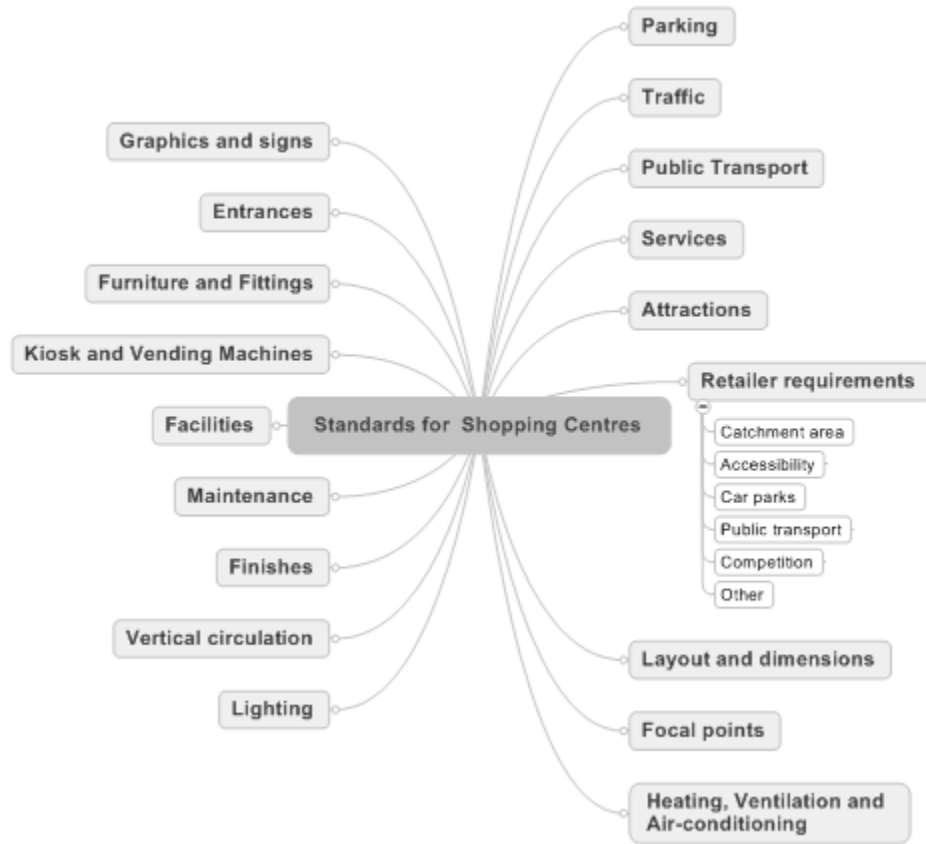 Parking
Traffic
Public Transport
Services
Attractions
Retailer requirements
Catchment area
Accessibility
Car parks
Public transport
Competition
Other
Layout and dimensions
Focal points
Heating, Ventilation and
Air-conditioning
Standards for Shopping Centres
Graphics and signs
Entrances
Furniture and Fittings
Kiosk and Vending Machines
Facilities
Maintenance
Finishes
Vertical circulation
Lighting